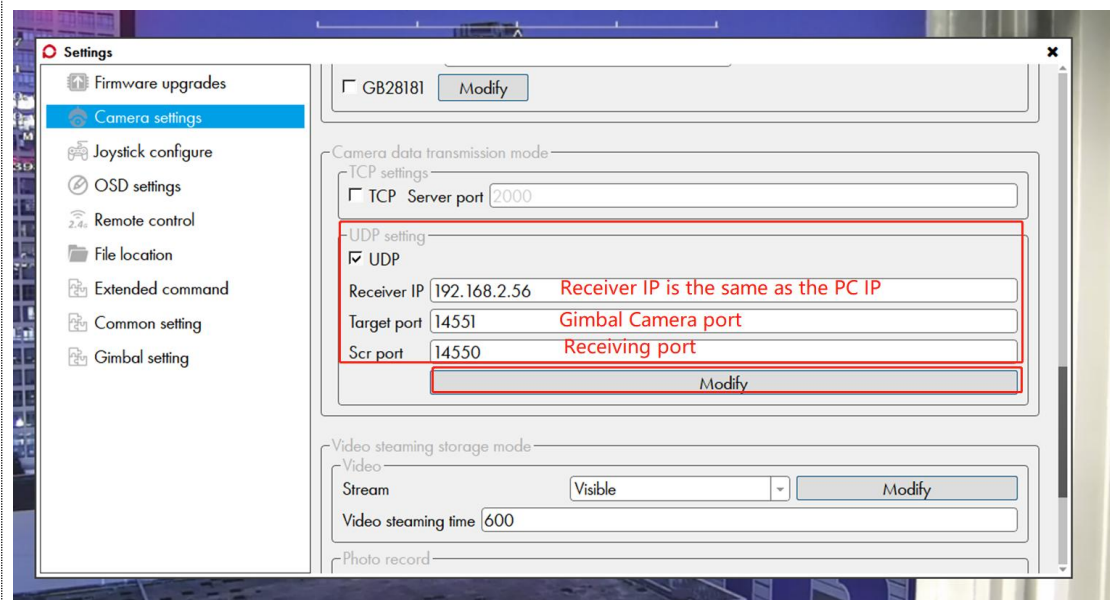 Settings
Firmware upgrades
Camera settings
Joystick configure
OSD settings
2.4G Remote control
File location
Extended command
Common setting
Gimbal setting
GB28181 Modify
Camera data transmission mode
TCP settings
TCP Server port 2000
UDP setting
UDP
Receiver IP 192.168.2.56 Receiver IP is the same as the PC IP
Target port 14551 Gimbal Camera port
Scr port 14550 Receiving port
Modify
Video steaming storage mode
Video
Stream Visible Modify
Video steaming time 600
Photo record